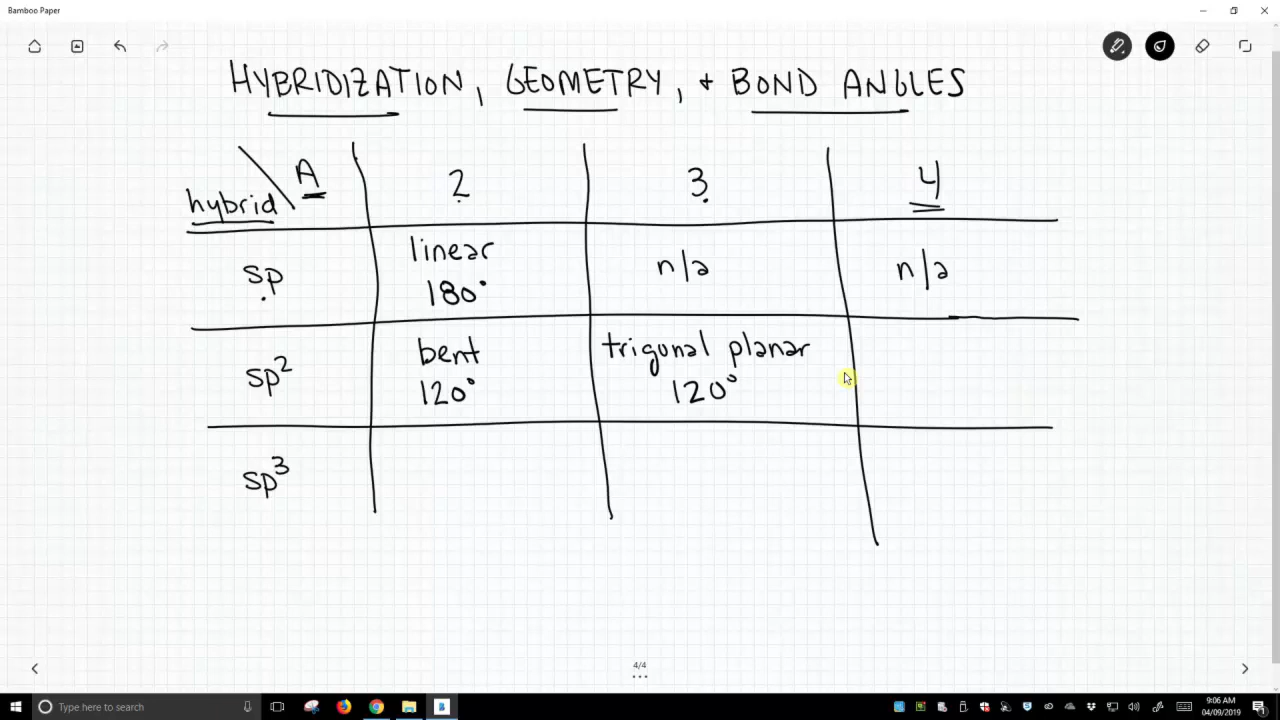 Bamboo Paper
HYBRIDIZATION, GEOMETRY, + BOND ANGLES
hybrid \ A 2 3 4
sp linear 180° n/a n/a
sp² bent 120° trigonal planar 120°
sp³
4/4
Type here to search
9:06 AM
04/09/2019